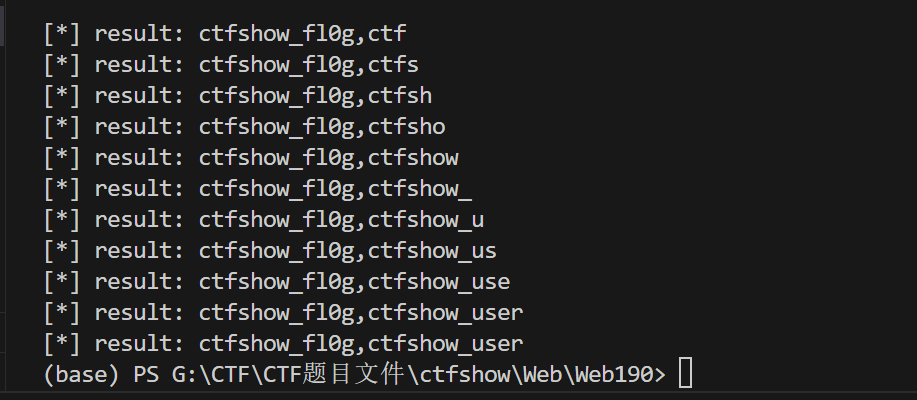 [*] result: ctfshow_fl0g,ctf
[*] result: ctfshow_fl0g,ctfs
[*] result: ctfshow_fl0g,ctfsh
[*] result: ctfshow_fl0g,ctfsho
[*] result: ctfshow_fl0g,ctfshow
[*] result: ctfshow_fl0g,ctfshow_
[*] result: ctfshow_fl0g,ctfshow_u
[*] result: ctfshow_fl0g,ctfshow_us
[*] result: ctfshow_fl0g,ctfshow_use
[*] result: ctfshow_fl0g,ctfshow_user
[*] result: ctfshow_fl0g,ctfshow_user
(base) PS G:\CTF\CTF题目文件\ctfshow\Web\Web190>